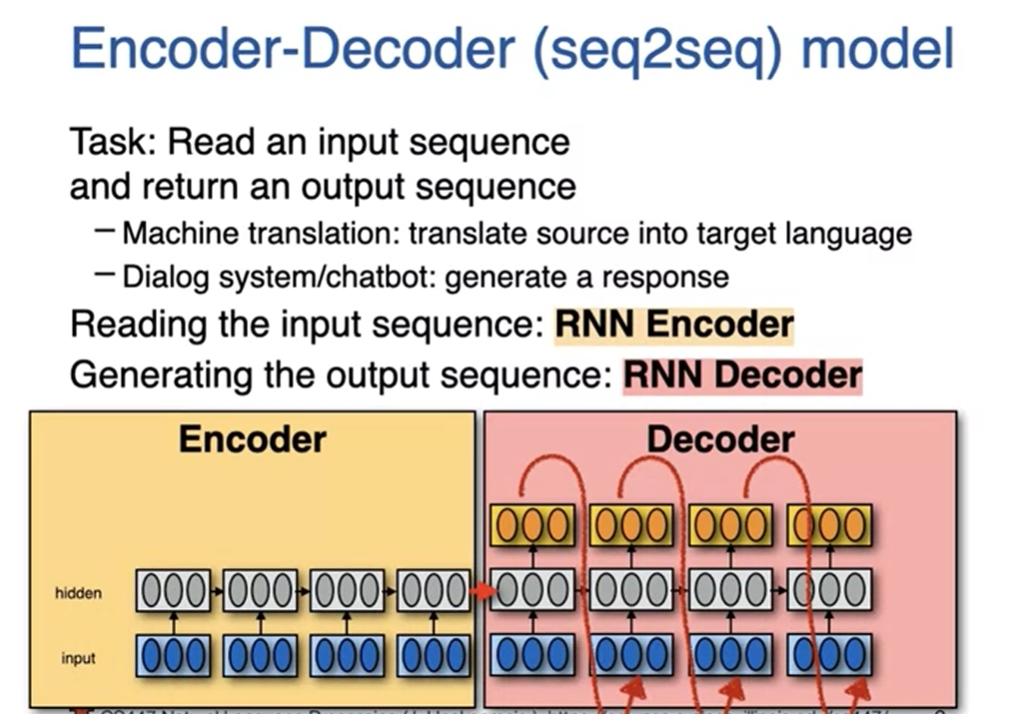 Encoder-Decoder (seq2seq) model
Task: Read an input sequence
and return an output sequence
– Machine translation: translate source into target language
– Dialog system/chatbot: generate a response
Reading the input sequence: RNN Encoder
Generating the output sequence: RNN Decoder
Encoder
Decoder
hidden
input